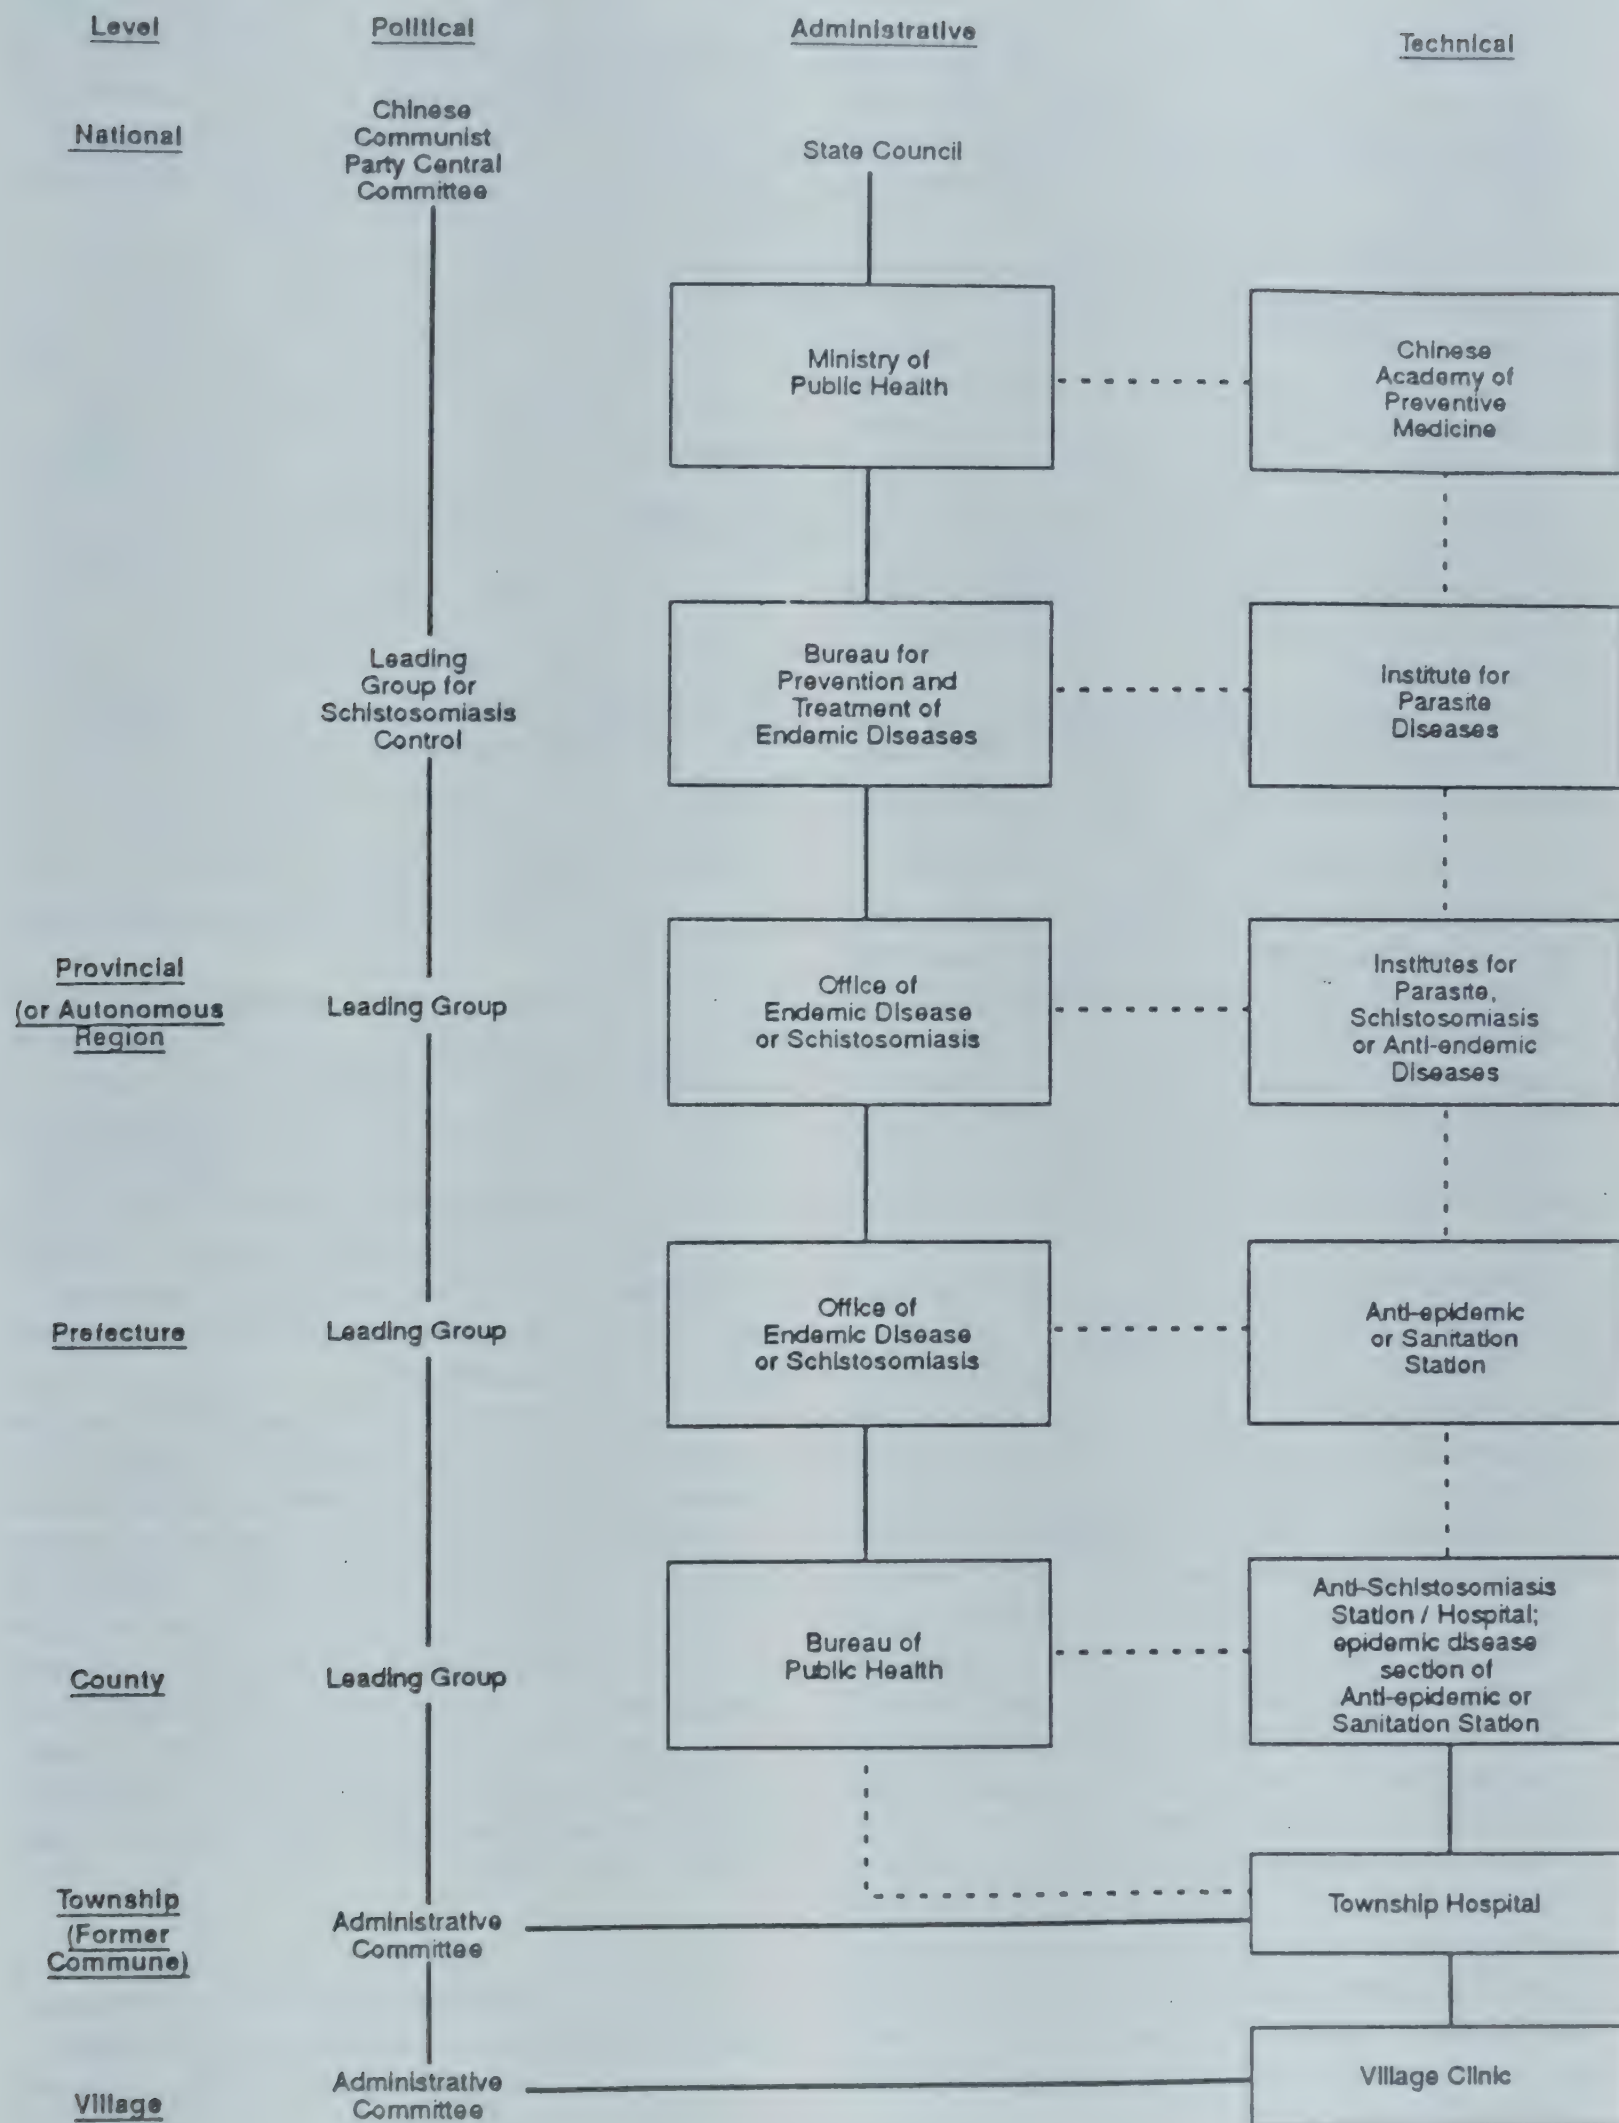 Level
Political
Administrative
Technical
National
Chinese
Communist
Party Central
Committee
State Council
Ministry of
Public Health
Chinese
Academy of
Preventive
Medicine
Leading
Group for
Schistosomiasis
Control
Bureau for
Prevention and
Treatment of
Endemic Diseases
Institute for
Parasite
Diseases
Provincial
(or Autonomous
Region
Leading Group
Office of
Endemic Disease
or Schistosomiasis
Institutes for
Parasite,
Schistosomiasis
or Anti-endemic
Diseases
Prefecture
Leading Group
Office of
Endemic Disease
or Schistosomiasis
Anti-epidemic
or Sanitation
Station
County
Leading Group
Bureau of
Public Health
Anti-Schistosomiasis
Station / Hospital;
epidemic disease
section of
Anti-epidemic or
Sanitation Station
Township
(Former
Commune)
Administrative
Committee
Township Hospital
Village
Administrative
Committee
Village Clinic